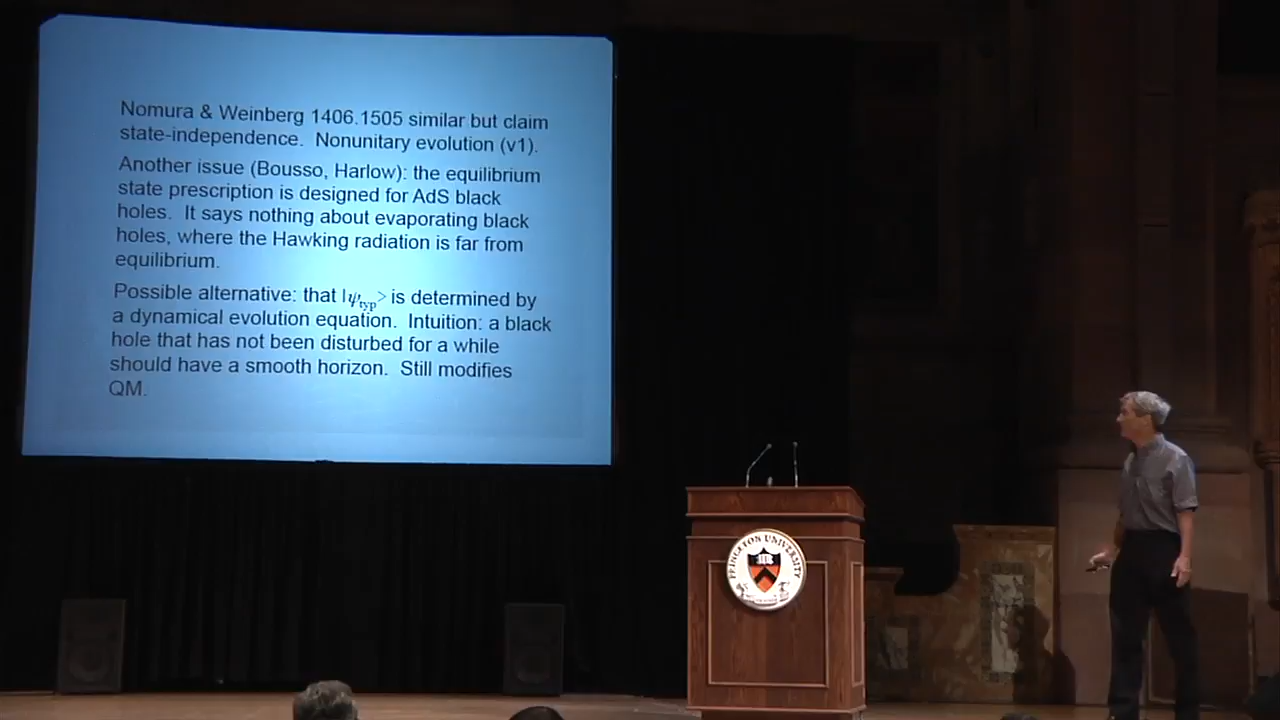 Nomura & Weinberg 1406.1505 similar but claim
state-independence. Nonunitary evolution (v1).
Another issue (Bousso, Harlow): the equilibrium
state prescription is designed for AdS black
holes. It says nothing about evaporating black
holes, where the Hawking radiation is far from
equilibrium.
Possible alternative: that |ψtyp> is determined by
a dynamical evolution equation. Intuition: a black
hole that has not been disturbed for a while
should have a smooth horizon. Still modifies
QM.
PRINCETON UNIVERSITY